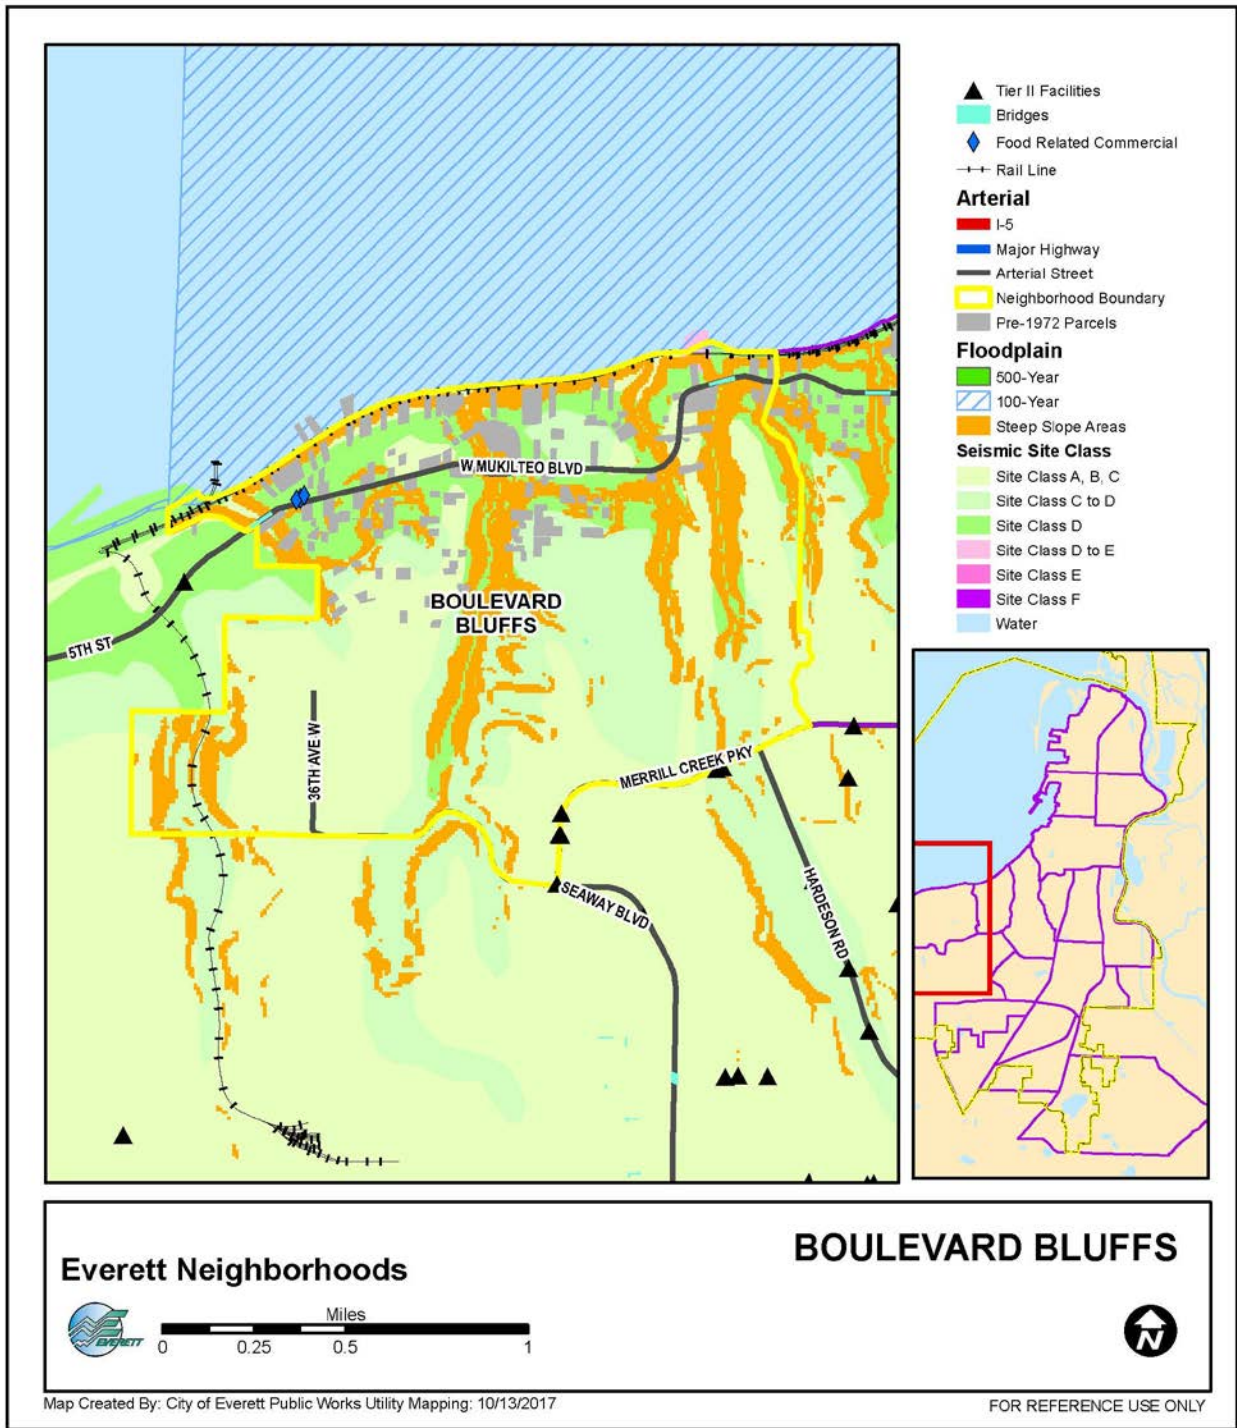 Tier II Facilities
Bridges
Food Related Commercial
Rail Line
Arterial
I-5
Major Highway
Arterial Street
Neighborhood Boundary
Pre-1972 Parcels
Floodplain
500-Year
100-Year
Steep Slope Areas
Seismic Site Class
Site Class A, B, C
Site Class C to D
Site Class D
Site Class D to E
Site Class E
Site Class F
Water
W MUKILTEO BLVD
BOULEVARD
BLUFFS
5TH ST
36TH AVE W
MERRILL CREEK PKY
SEAWAY BLVD
HARDESON RD
BOULEVARD BLUFFS
Everett Neighborhoods
EVERETT
Miles
0 0.25 0.5 1
N
Map Created By: City of Everett Public Works Utility Mapping: 10/13/2017
FOR REFERENCE USE ONLY